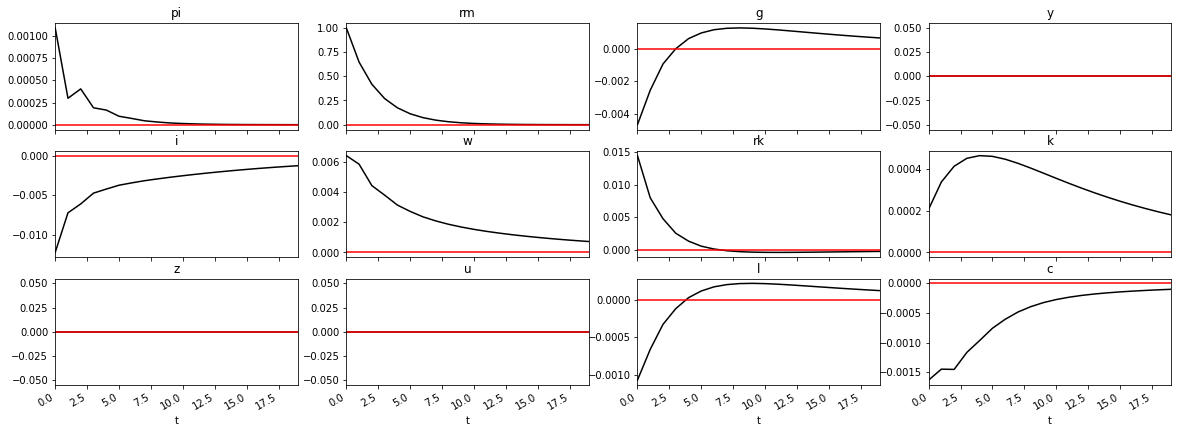 pi
0.00100
0.00075
0.00050
0.00025
0.00000
rm
1.00
0.75
0.50
0.25
0.00
g
0.000
−0.002
−0.004
y
0.050
0.025
0.000
−0.025
−0.050
i
0.000
−0.005
−0.010
w
0.006
0.004
0.002
0.000
rk
0.015
0.010
0.005
0.000
k
0.0004
0.0002
0.0000
z
0.050
0.025
0.000
−0.025
−0.050
0.0 2.5 5.0 7.5 10.0 12.5 15.0 17.5
t
u
0.050
0.025
0.000
−0.025
−0.050
0.0 2.5 5.0 7.5 10.0 12.5 15.0 17.5
t
l
0.0000
−0.0005
−0.0010
0.0 2.5 5.0 7.5 10.0 12.5 15.0 17.5
t
c
0.0000
−0.0005
−0.0010
−0.0015
0.0 2.5 5.0 7.5 10.0 12.5 15.0 17.5
t